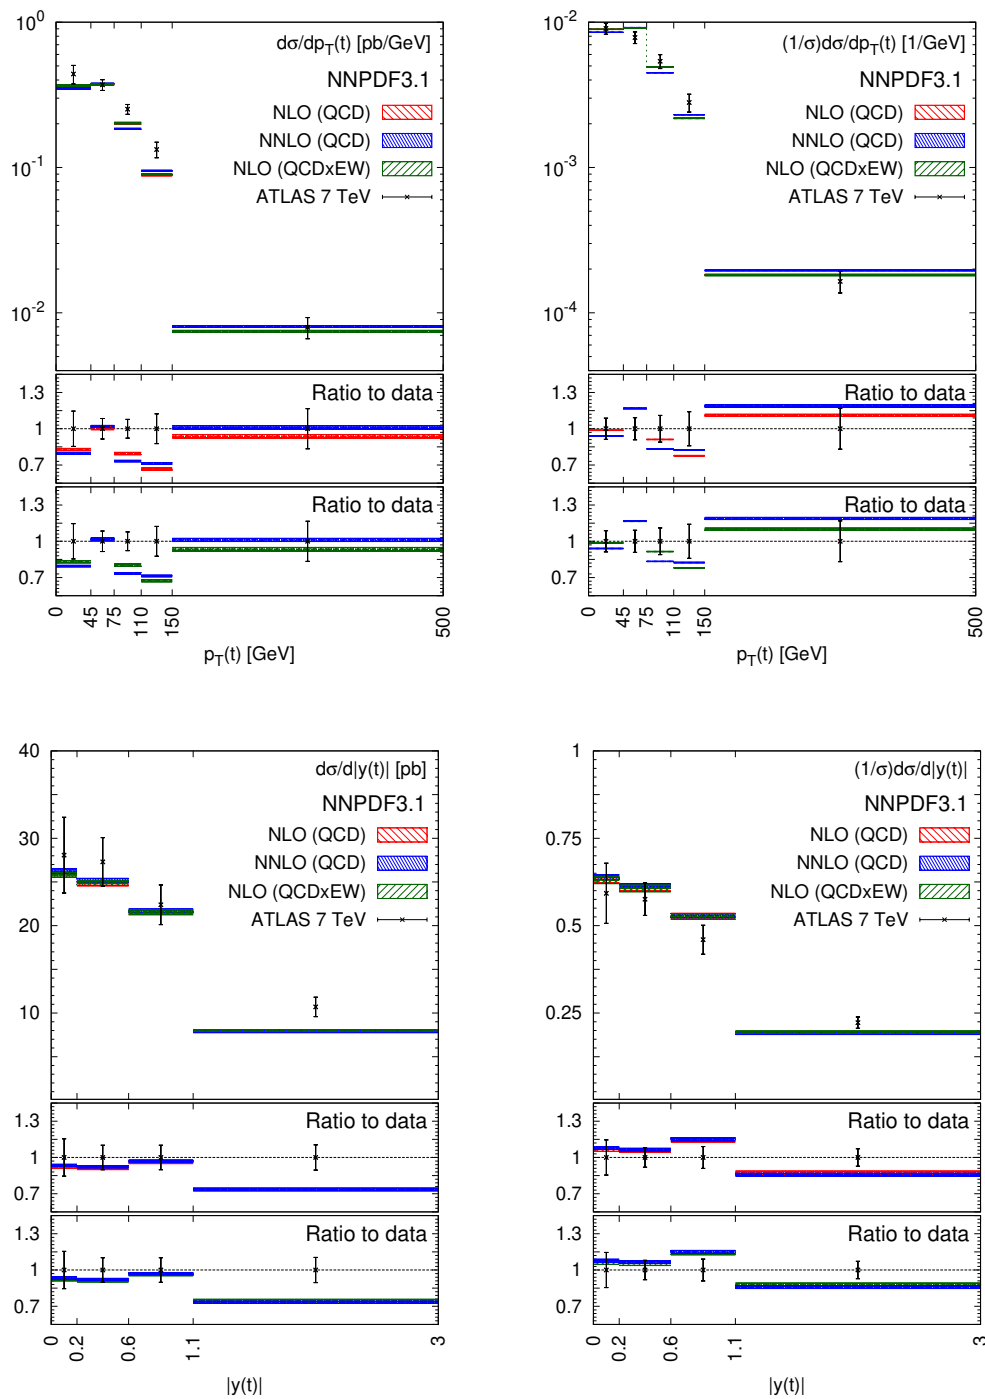 dσ/dp_T(t) [pb/GeV]
NNPDF3.1
NLO (QCD)
NNLO (QCD)
NLO (QCDxEW)
ATLAS 7 TeV
10^0
10^-1
10^-2
Ratio to data
1.3
1
0.7
Ratio to data
1.3
1
0.7
0 45 75 110 150 500
p_T(t) [GeV]
(1/σ)dσ/dp_T(t) [1/GeV]
NNPDF3.1
NLO (QCD)
NNLO (QCD)
NLO (QCDxEW)
ATLAS 7 TeV
10^-2
10^-3
10^-4
Ratio to data
1.3
1
0.7
Ratio to data
1.3
1
0.7
0 45 75 110 150 500
p_T(t) [GeV]
dσ/d|y(t)| [pb]
NNPDF3.1
NLO (QCD)
NNLO (QCD)
NLO (QCDxEW)
ATLAS 7 TeV
40
30
20
10
Ratio to data
1.3
1
0.7
Ratio to data
1.3
1
0.7
0 0.2 0.6 1.1 3
|y(t)|
(1/σ)dσ/d|y(t)|
NNPDF3.1
NLO (QCD)
NNLO (QCD)
NLO (QCDxEW)
ATLAS 7 TeV
1
0.75
0.5
0.25
Ratio to data
1.3
1
0.7
Ratio to data
1.3
1
0.7
0 0.2 0.6 1.1 3
|y(t)|